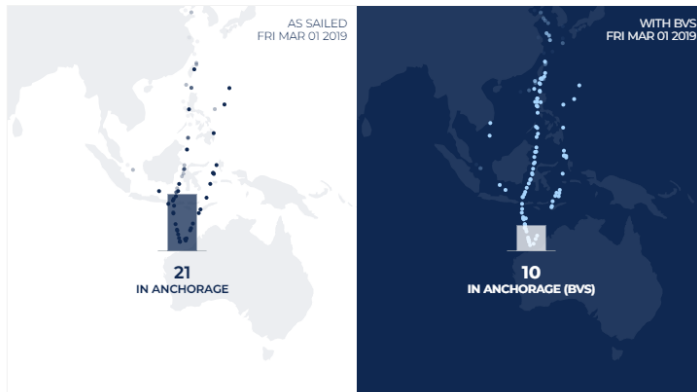 AS SAILED
FRI MAR 01 2019
21
IN ANCHORAGE
WITH BVS
FRI MAR 01 2019
10
IN ANCHORAGE (BVS)